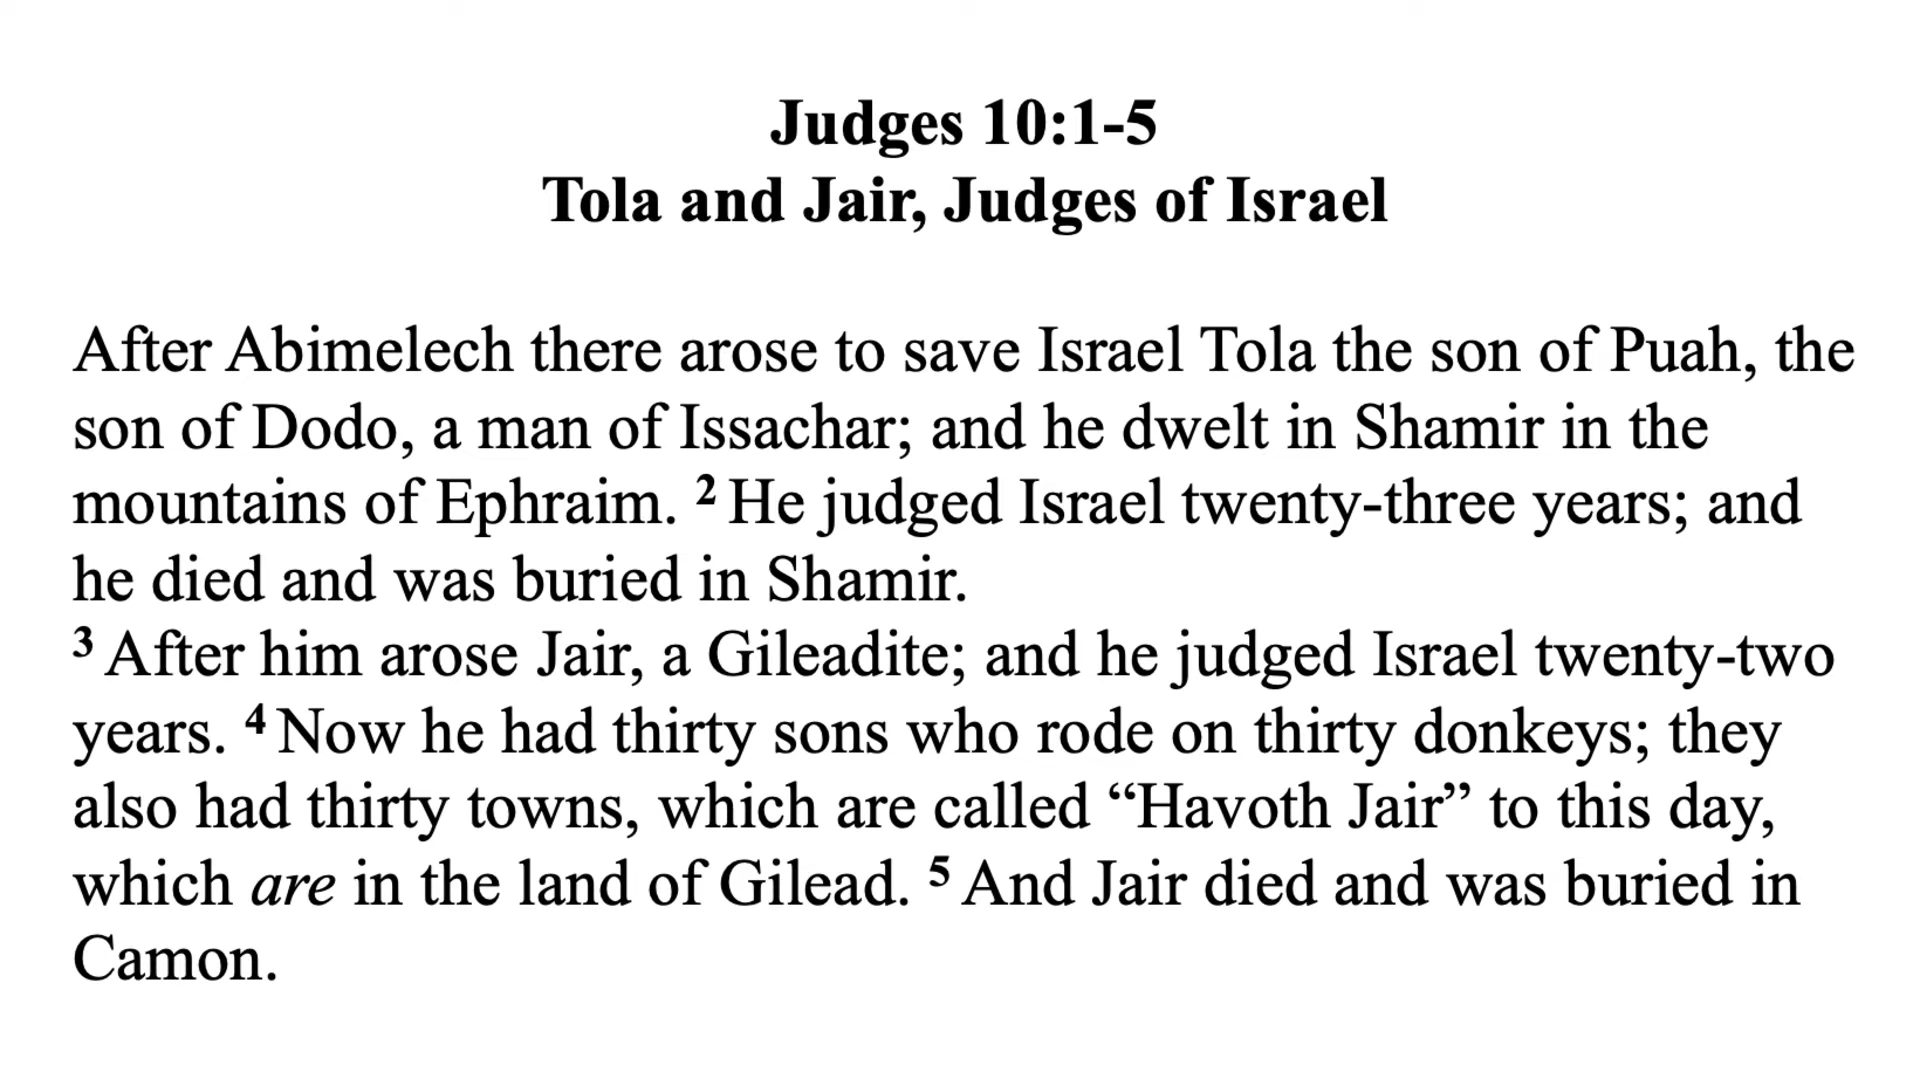 Judges 10:1-5
Tola and Jair, Judges of Israel
After Abimelech there arose to save Israel Tola the son of Puah, the
son of Dodo, a man of Issachar; and he dwelt in Shamir in the
mountains of Ephraim. 2 He judged Israel twenty-three years; and
he died and was buried in Shamir.
3 After him arose Jair, a Gileadite; and he judged Israel twenty-two
years. 4 Now he had thirty sons who rode on thirty donkeys; they
also had thirty towns, which are called “Havoth Jair” to this day,
which are in the land of Gilead. 5 And Jair died and was buried in
Camon.